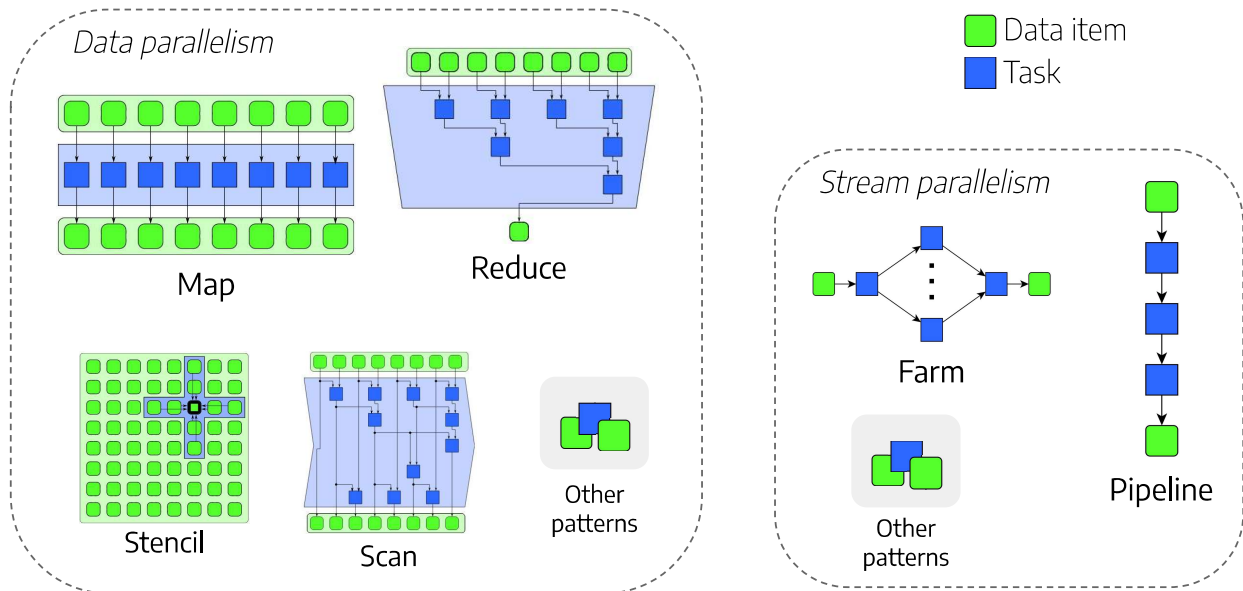 Data parallelism
Data item
Task
Map
Reduce
Stream parallelism
Farm
Stencil
Scan
Other
patterns
Other
patterns
Pipeline